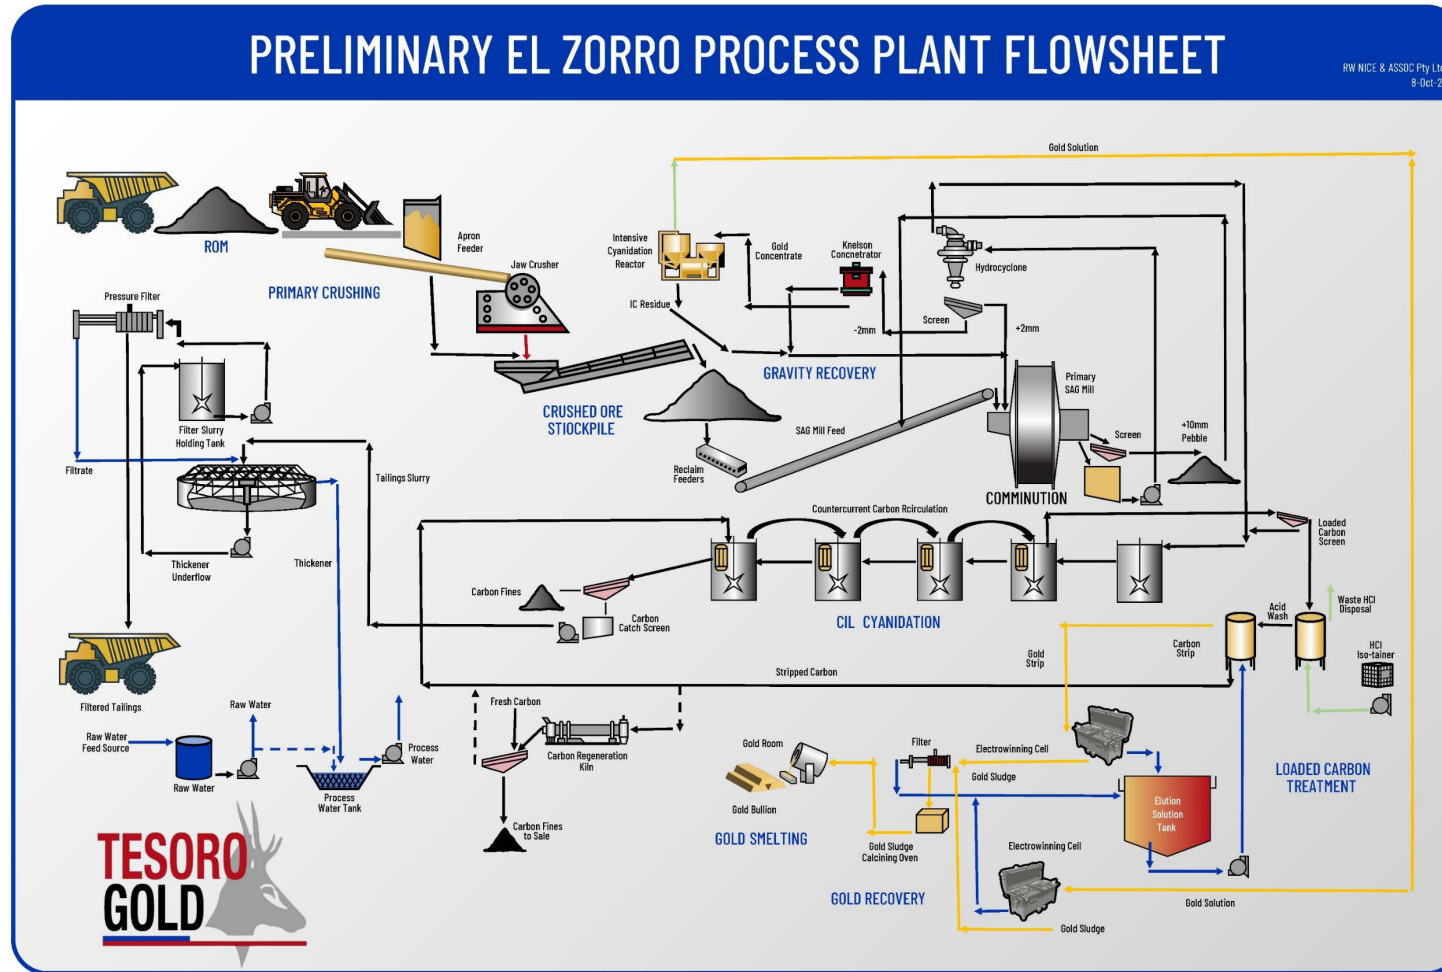 PRELIMINARY EL ZORRO PROCESS PLANT FLOWSHEET
RW NICE & ASSOC Pty Ltd
8-Oct-2
Gold Solution
ROM
Apron
Feeder
Jaw Crusher
PRIMARY CRUSHING
Intensive
Cyanidation
Reactor
Gold
Concentrate
Knelson
Concnetrator
Hydrocyclone
IC Residue
-2mm
Screen
+2mm
Pressure Filter
GRAVITY RECOVERY
Primary
SAG Mill
CRUSHED ORE
STIOCKPILE
SAG Mill Feed
Screen
+10mm
Pebble
Filter Slurry
Holding Tank
Filtrate
Tailings Slurry
Reclaim
Feeders
COMMINUTION
Countercurrent Carbon Rcirculation
Loaded
Carbon
Screen
Thickener
Underflow
Thickener
Carbon Fines
Carbon
Catch Screen
CIL CYANIDATION
Waste HCl
Disposal
Acid
Wash
Carbon
Strip
HCl
Iso-tainer
Gold
Strip
Stripped Carbon
Filtered Tailings
Raw Water
Raw Water
Feed Source
Fresh Carbon
Carbon Regeneration
Kiln
Process
Water
Raw Water
Process
Water Tank
Gold Room
Gold Bullion
Filter
Electrowinning Cell
Gold Sludge
LOADED CARBON
TREATMENT
Elution
Solution
Tank
Carbon Fines
to Sale
GOLD SMELTING
Gold Sludge
Calcining Oven
Electrowinning Cell
GOLD RECOVERY
Gold Solution
Gold Sludge
TESORO
GOLD